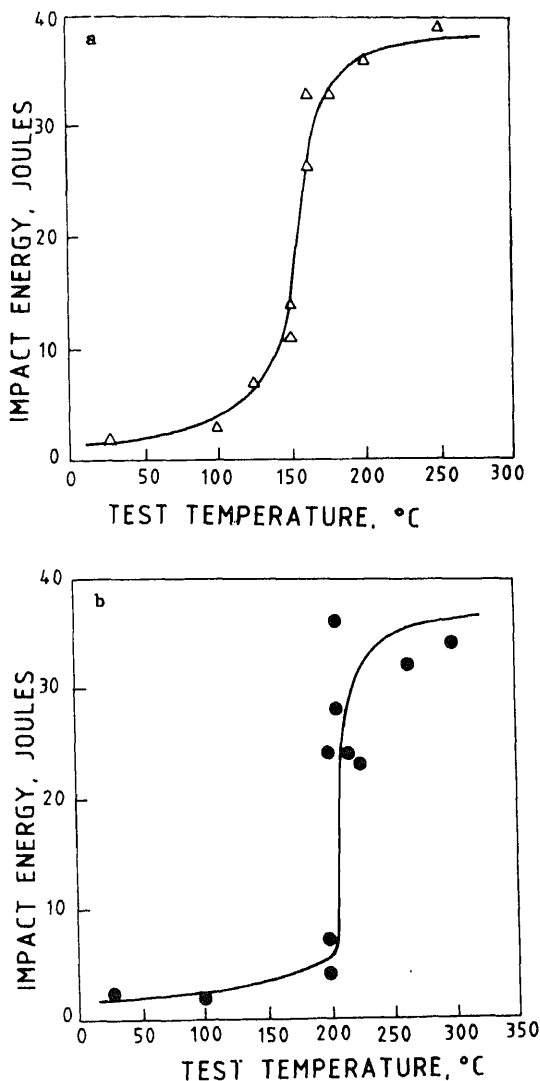 a
40
30
20
10
0
0 50 100 150 200 250 300
IMPACT ENERGY, JOULES
TEST TEMPERATURE, °C
b
40
30
20
10
0
0 50 100 150 200 250 300 350
IMPACT ENERGY, JOULES
TEST TEMPERATURE, °C